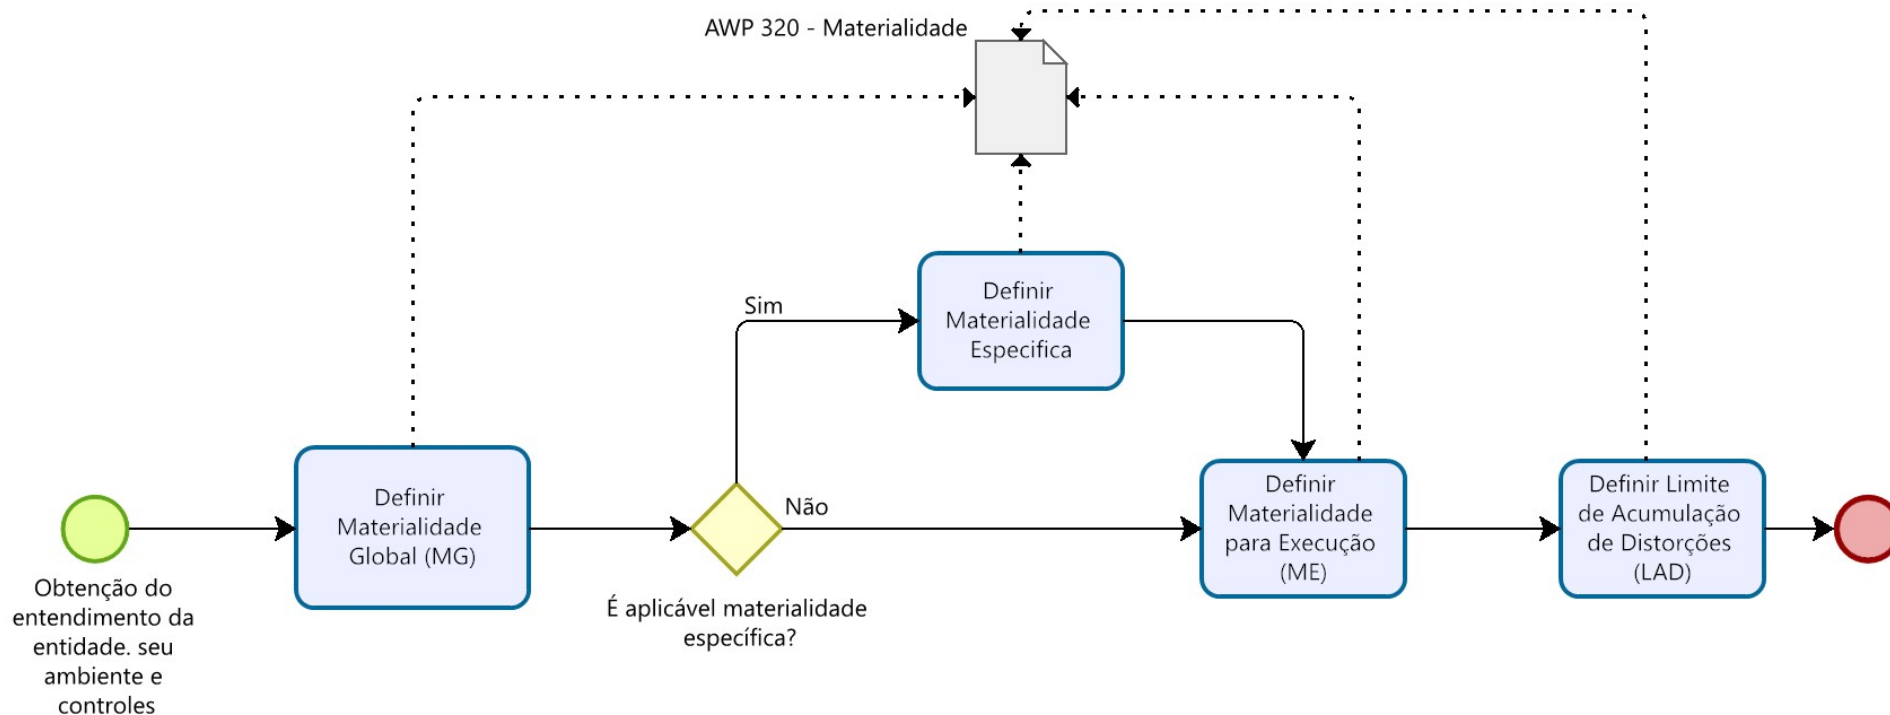 AWP 320 - Materialidade
Sim
Definir
Materialidade
Especifica
Definir
Materialidade
Global (MG)
Não
Definir
Materialidade
para Execução
(ME)
Definir Limite
de Acumulação
de Distorções
(LAD)
Obtenção do
entendimento da
entidade. seu
ambiente e
controles
É aplicável materialidade
específica?